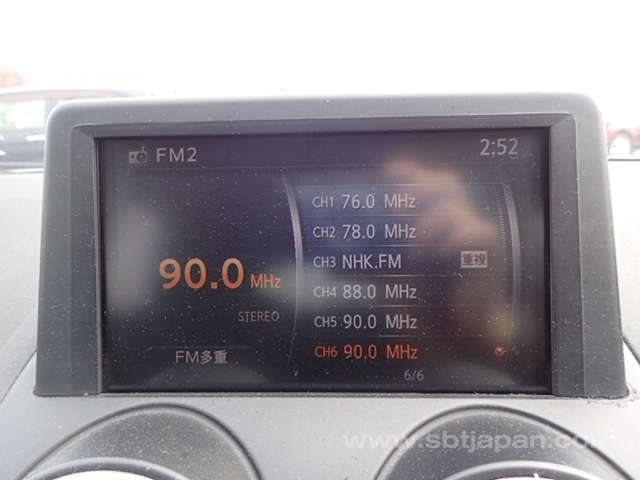 FM2
2:52
90.0 MHz
STEREO
FM多重
CH1 76.0 MHz
CH2 78.0 MHz
CH3 NHK.FM 重複
CH4 88.0 MHz
CH5 90.0 MHz
CH6 90.0 MHz
6/6
www.sbtjapan.com